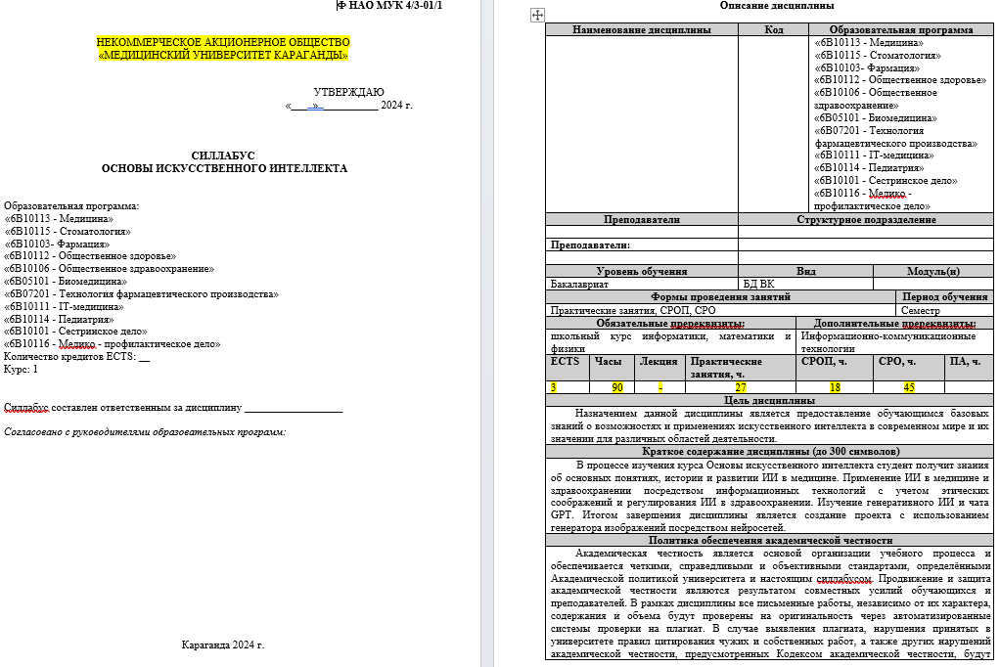 Ф НАО МУК 4/3-01/1
НЕКОММЕРЧЕСКОЕ АКЦИОНЕРНОЕ ОБЩЕСТВО
«МЕДИЦИНСКИЙ УНИВЕРСИТЕТ КАРАГАНДЫ»
УТВЕРЖДАЮ
«___»__________ 2024 г.
СИЛЛАБУС
ОСНОВЫ ИСКУССТВЕННОГО ИНТЕЛЛЕКТА
Образовательная программа:
«6В10113 - Медицина»
«6В10115 - Стоматология»
«6В10103- Фармация»
«6В10112 - Общественное здоровье»
«6В10106 - Общественное здравоохранение»
«6В05101 - Биомедицина»
«6В07201 - Технология фармацевтического производства»
«6В10111 - IT-медицина»
«6В10114 - Педиатрия»
«6В10101 - Сестринское дело»
«6В10116 - Медико - профилактическое дело»
Количество кредитов ECTS: __
Курс: 1
Силлабус составлен ответственным за дисциплину ___________________
Согласовано с руководителями образовательных программ:
Караганда 2024 г.
Описание дисциплины
Наименование дисциплины Код Образовательная программа
«6В10113 - Медицина»
«6В10115 - Стоматология»
«6В10103- Фармация»
«6В10112 - Общественное здоровье»
«6В10106 - Общественное
здравоохранение»
«6В05101 - Биомедицина»
«6В07201 - Технология
фармацевтического производства»
«6В10111 - IT-медицина»
«6В10114 - Педиатрия»
«6В10101 - Сестринское дело»
«6В10116 - Медико -
профилактическое дело»
Преподаватели Структурное подразделение
Преподаватели:
Уровень обучения Вид Модуль(и)
Бакалавриат БД ВК
Формы проведения занятий Период обучения
Практические занятия, СРОП, СРО Семестр
Обязательные пререквизиты: Дополнительные пререквизиты:
школьный курс информатики, математики и Информационно-коммуникационные
физики технологии
ECTS Часы Лекция Практические СРОП, ч. СРО, ч. ПА, ч.
занятия, ч.
3 90 - 27 18 45
Цель дисциплины
Назначением данной дисциплины является предоставление обучающимся базовых
знаний о возможностях и применениях искусственного интеллекта в современном мире и их
значении для различных областей деятельности.
Краткое содержание дисциплины (до 300 символов)
В процессе изучения курса Основы искусственного интеллекта студент получит знания
об основных понятиях, истории и развитии ИИ в медицине. Применение ИИ в медицине и
здравоохранении посредством информационных технологий с учетом этических
соображений и регулирования ИИ в здравоохранении. Изучение генеративного ИИ и чата
GPT. Итогом завершения дисциплины является создание проекта с использованием
генератора изображений посредством нейросетей.
Политика обеспечения академической честности
Академическая честность является основой организации учебного процесса и
обеспечивается четкими, справедливыми и объективными стандартами, определёнными
Академической политикой университета и настоящим силлабусом. Продвижение и защита
академической честности являются результатом совместных усилий обучающихся и
преподавателей. В рамках дисциплины все письменные работы, независимо от их характера,
содержания и объема будут проверены на оригинальность через автоматизированные
системы проверки на плагиат. В случае выявления плагиата, нарушения принятых в
университете правил цитирования чужих и собственных работ, а также других нарушений
академической честности, предусмотренных Кодексом академической честности, будут